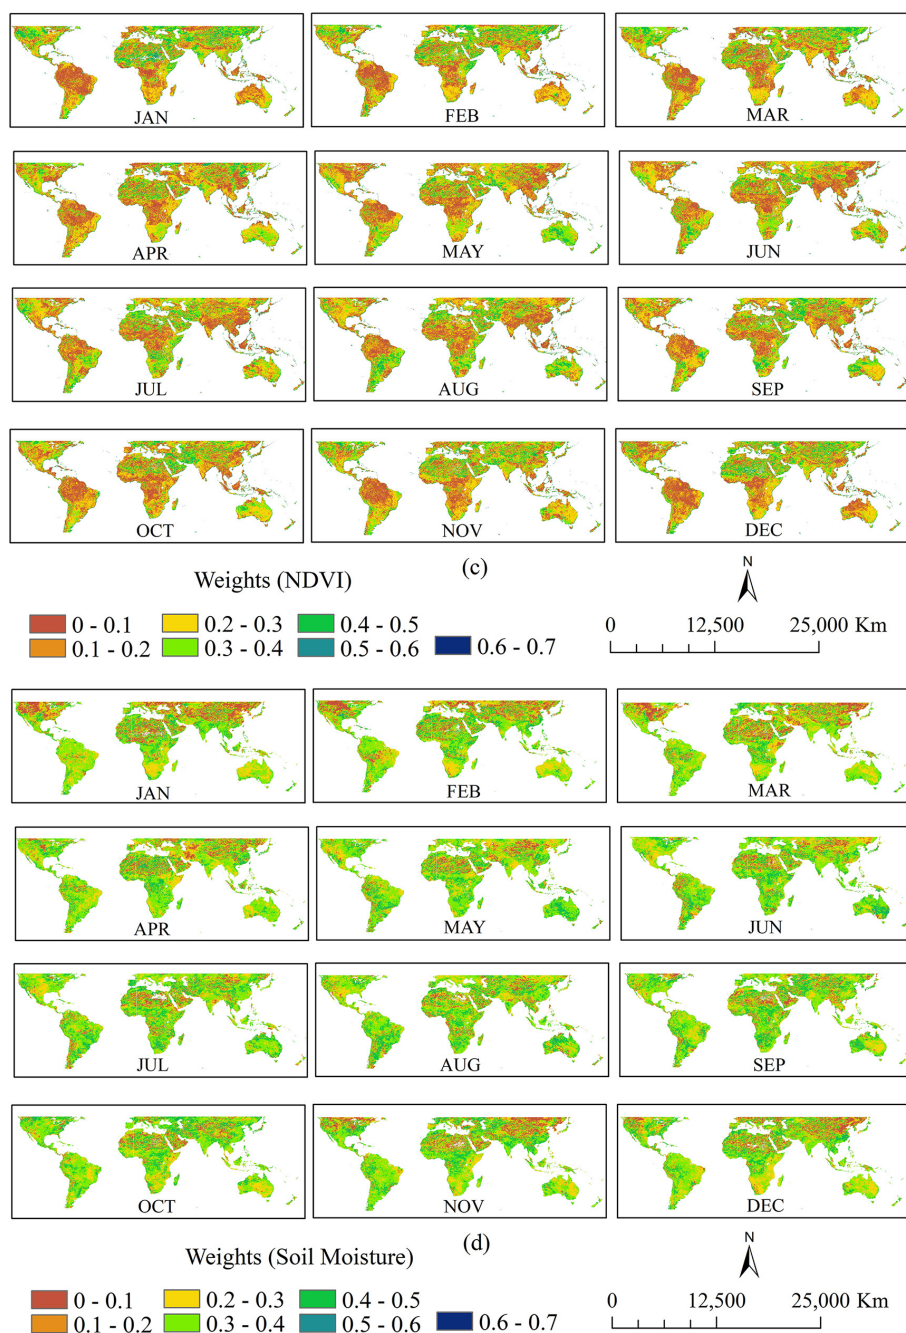 JAN
FEB
MAR
APR
MAY
JUN
JUL
AUG
SEP
OCT
NOV
DEC
(c)
Weights (NDVI)
0 - 0.1
0.2 - 0.3
0.4 - 0.5
0.1 - 0.2
0.3 - 0.4
0.5 - 0.6
0.6 - 0.7
N
0 12,500 25,000 Km
JAN
FEB
MAR
APR
MAY
JUN
JUL
AUG
SEP
OCT
NOV
DEC
(d)
Weights (Soil Moisture)
0 - 0.1
0.2 - 0.3
0.4 - 0.5
0.1 - 0.2
0.3 - 0.4
0.5 - 0.6
0.6 - 0.7
N
0 12,500 25,000 Km